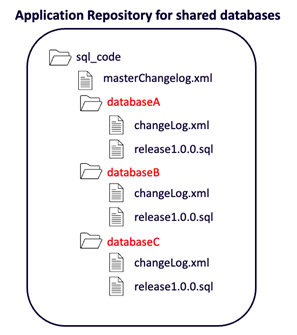 Application Repository for shared databases
sql_code
masterChangelog.xml
databaseA
changeLog.xml
release1.0.0.sql
databaseB
changeLog.xml
release1.0.0.sql
databaseC
changeLog.xml
release1.0.0.sql